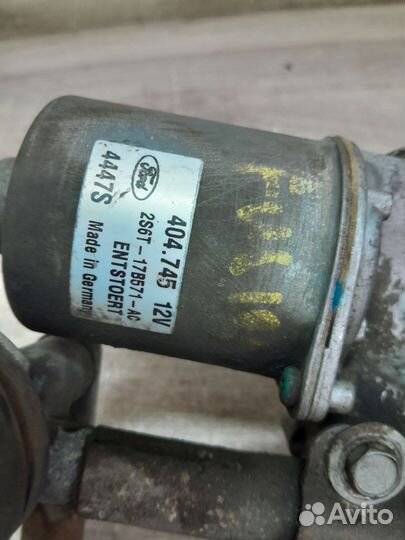 404.745 12V
Ford
2S6T-17B571-AC
ENTSTOERT
4447S
Made in Germany
Avito